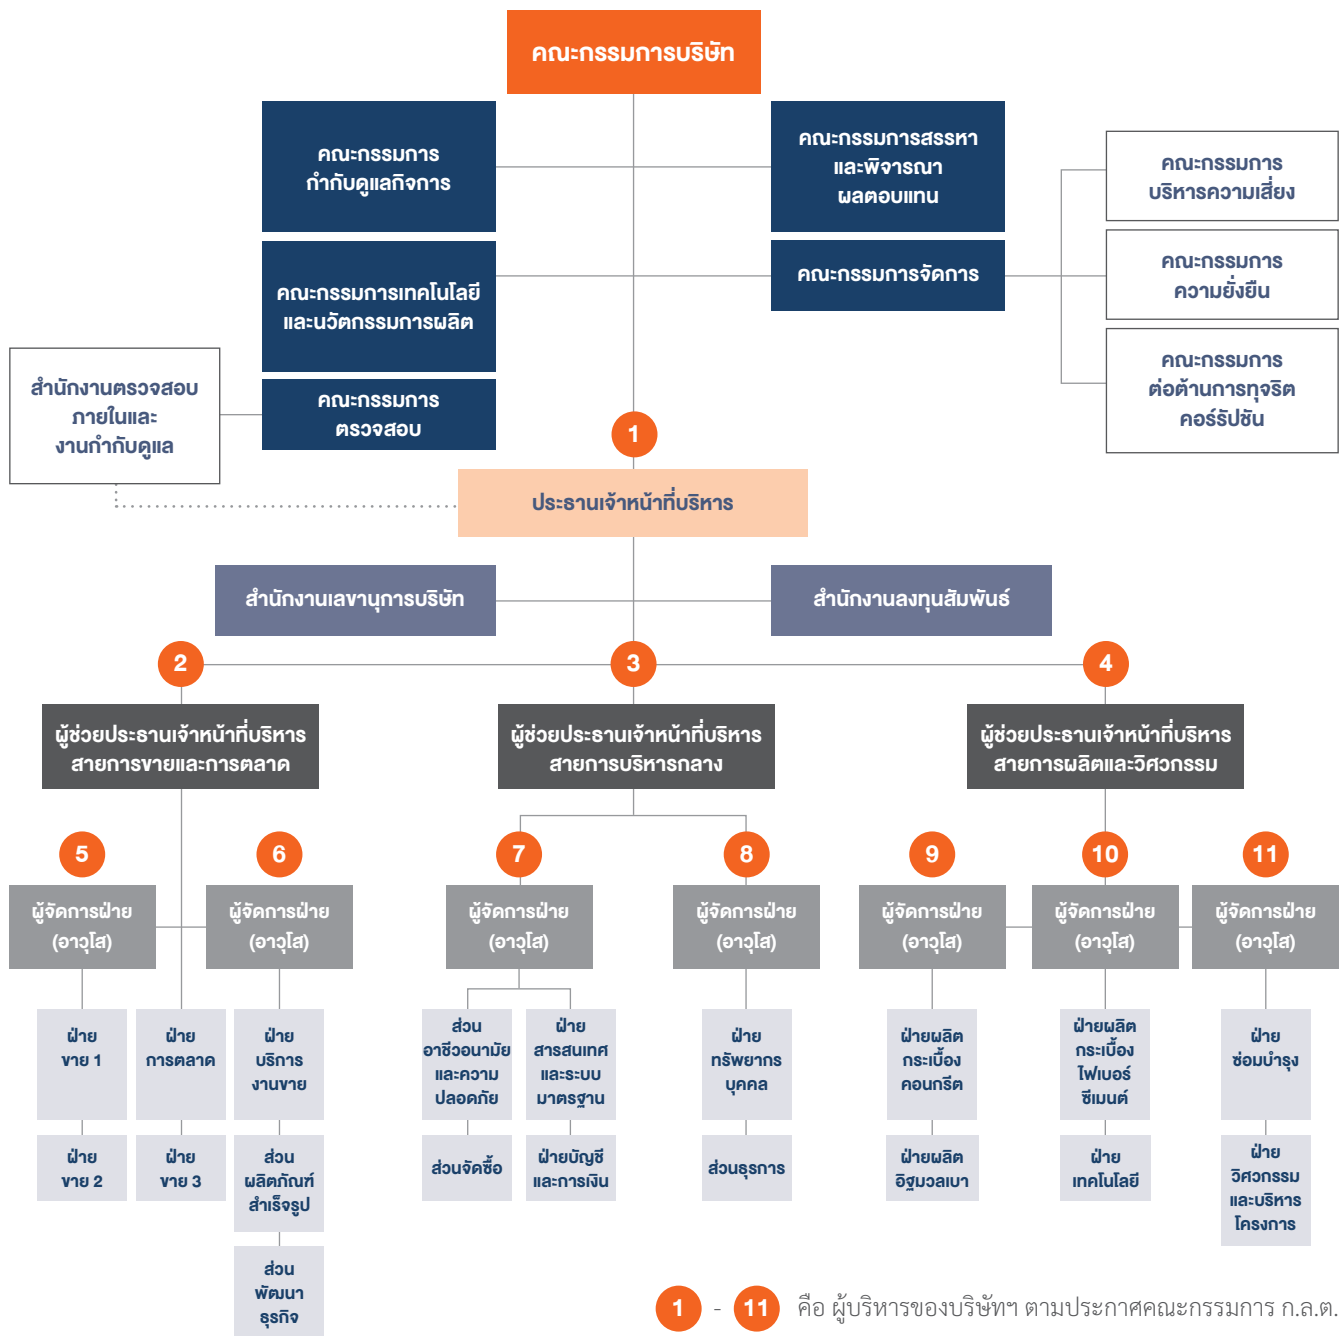 คณะกรรมการบริษัท
คณะกรรมการ
กำกับดูแลกิจการ
คณะกรรมการสรรหา
และพิจารณา
ผลตอบแทน
คณะกรรมการ
บริหารความเสี่ยง
คณะกรรมการเทคโนโลยี
และนวัตกรรมการผลิต
คณะกรรมการจัดการ
คณะกรรมการ
ความยั่งยืน
คณะกรรมการ
ต่อต้านการทุจริต
คอร์รัปชัน
สำนักงานตรวจสอบ
ภายในและ
งานกำกับดูแล
คณะกรรมการ
ตรวจสอบ
1
ประธานเจ้าหน้าที่บริหาร
สำนักงานเลขานุการบริษัท
สำนักงานลงทุนสัมพันธ์
2
3
4
ผู้ช่วยประธานเจ้าหน้าที่บริหาร
สายการขายและการตลาด
ผู้ช่วยประธานเจ้าหน้าที่บริหาร
สายการบริหารกลาง
ผู้ช่วยประธานเจ้าหน้าที่บริหาร
สายการผลิตและวิศวกรรม
5
6
7
8
9
10
11
ผู้จัดการฝ่าย
(อาวุโส)
ผู้จัดการฝ่าย
(อาวุโส)
ผู้จัดการฝ่าย
(อาวุโส)
ผู้จัดการฝ่าย
(อาวุโส)
ผู้จัดการฝ่าย
(อาวุโส)
ผู้จัดการฝ่าย
(อาวุโส)
ผู้จัดการฝ่าย
(อาวุโส)
ฝ่าย
ขาย 1
ฝ่าย
การตลาด
ฝ่าย
บริการ
งานขาย
ส่วน
อาชีวอนามัย
และความ
ปลอดภัย
ฝ่าย
สารสนเทศ
และระบบ
มาตรฐาน
ฝ่าย
ทรัพยากร
บุคคล
ฝ่ายผลิต
กระเบื้อง
คอนกรีต
ฝ่ายผลิต
กระเบื้อง
ไฟเบอร์
ซีเมนต์
ฝ่าย
ซ่อมบำรุง
ฝ่าย
ขาย 2
ฝ่าย
ขาย 3
ส่วน
ผลิตภัณฑ์
สำเร็จรูป
ส่วนจัดซื้อ
ฝ่ายบัญชี
และการเงิน
ส่วนธุรการ
ฝ่ายผลิต
อิฐมวลเบา
ฝ่าย
เทคโนโลยี
ฝ่าย
วิศวกรรม
และบริหาร
โครงการ
ส่วน
พัฒนา
ธุรกิจ
1 - 11 คือ ผู้บริหารของบริษัทฯ ตามประกาศคณะกรรมการ ก.ล.ต.